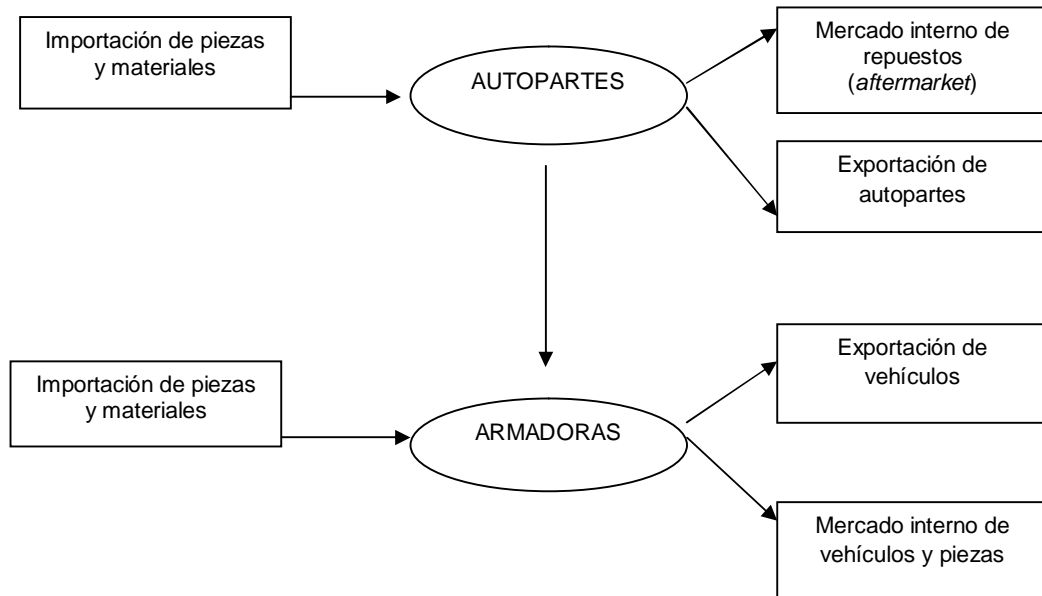 Importación de piezas
y materiales
AUTOPARTES
Mercado interno de
repuestos
(aftermarket)
Exportación de
autopartes
Importación de piezas
y materiales
ARMADORAS
Exportación de
vehículos
Mercado interno de
vehículos y piezas